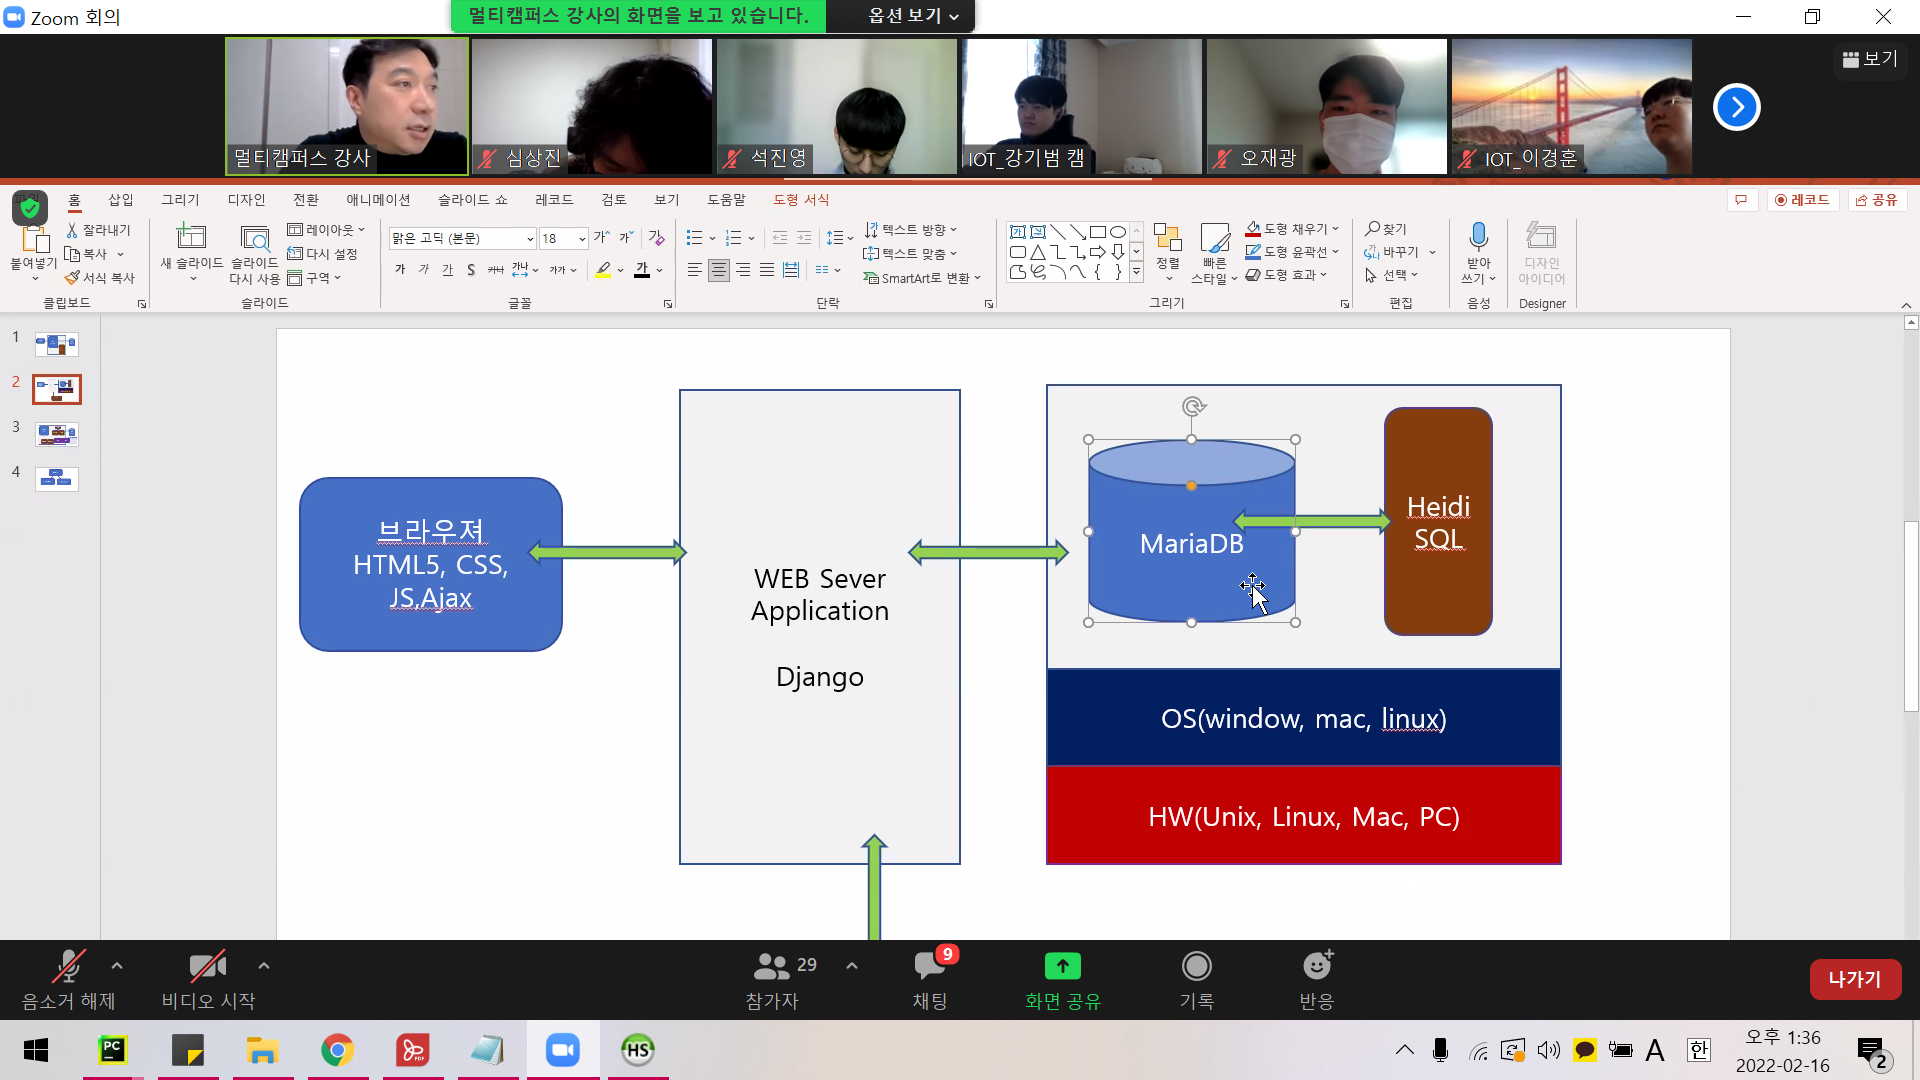 Zoom 회의
멀티캠퍼스 강사의 화면을 보고 있습니다.
옵션 보기
보기
멀티캠퍼스 강사
심상진
석진영
IOT_강기범 캠
오재광
IOT_이경훈
홈 삽입 그리기 디자인 전환 애니메이션 슬라이드 쇼 레코드 검토 보기 도움말 도형 서식
레코드
공유
붙여넣기
잘라내기
복사
서식 복사
클립보드
새 슬라이드
슬라이드 다시 사용
레이아웃
다시 설정
구역
슬라이드
맑은 고딕 (본문)
18
가 가 가 S 가나 가가 가
글꼴
텍스트 방향
텍스트 맞춤
SmartArt로 변환
단락
정렬
빠른 스타일
도형 채우기
도형 윤곽선
도형 효과
그리기
찾기
바꾸기
선택
편집
받아쓰기
음성
디자인 아이디어
Designer
1
2
3
4
브라우져
HTML5, CSS,
JS,Ajax
WEB Sever
Application
Django
MariaDB
Heidi
SQL
OS(window, mac, linux)
HW(Unix, Linux, Mac, PC)
음소거 해제
비디오 시작
29
참가자
9
채팅
화면 공유
기록
반응
나가기
PC
PDF
HS
A
한
오후 1:36
2022-02-16
2